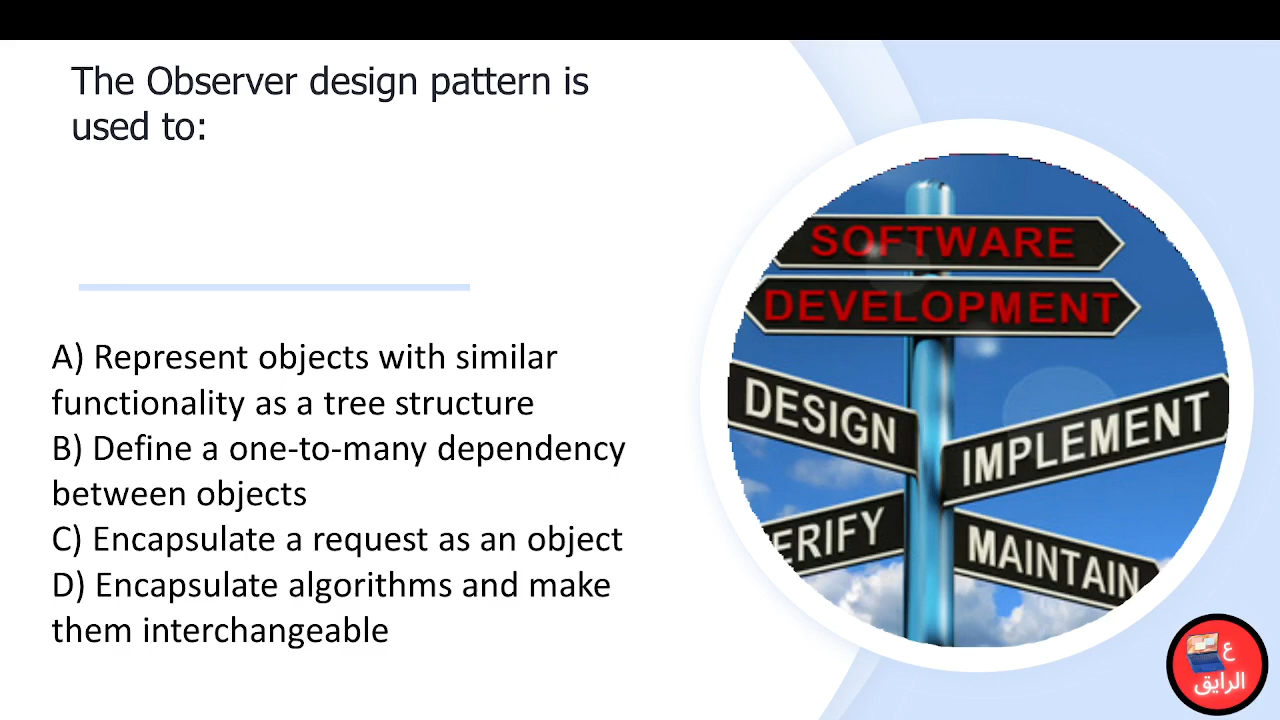 The Observer design pattern is
used to:
A) Represent objects with similar
functionality as a tree structure
B) Define a one-to-many dependency
between objects
C) Encapsulate a request as an object
D) Encapsulate algorithms and make
them interchangeable
SOFTWARE
DEVELOPMENT
DESIGN
IMPLEMENT
ERIFY
MAINTAIN
ع
الرايق